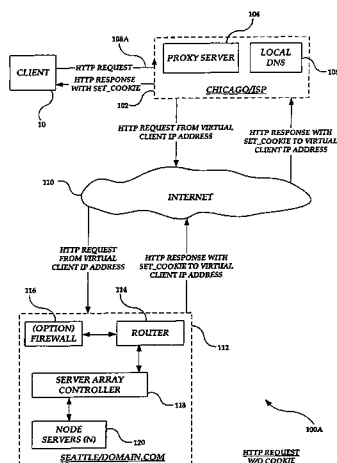 104
108A
CLIENT
HTTP REQUEST
HTTP RESPONSE
WITH SET_COOKIE
10
102
PROXY SERVER
LOCAL
DNS
CHICAGO/ISP
HTTP REQUEST FROM VIRTUAL
CLIENT IP ADDRESS
HTTP RESPONSE WITH
SET_COOKIE TO VIRTUAL
CLIENT IP ADDRESS
110
INTERNET
HTTP REQUEST
FROM VIRTUAL
CLIENT IP ADDRESS
HTTP RESPONSE WITH
SET_COOKIE TO VIRTUAL
CLIENT IP ADDRESS
116
114
(OPTION)
FIREWALL
ROUTER
112
SERVER ARRAY
CONTROLLER
118
NODE
SERVERS (N)
120
SEATTLE/DOMAIN.COM
100A
HTTP REQUEST
W/O COOKIE